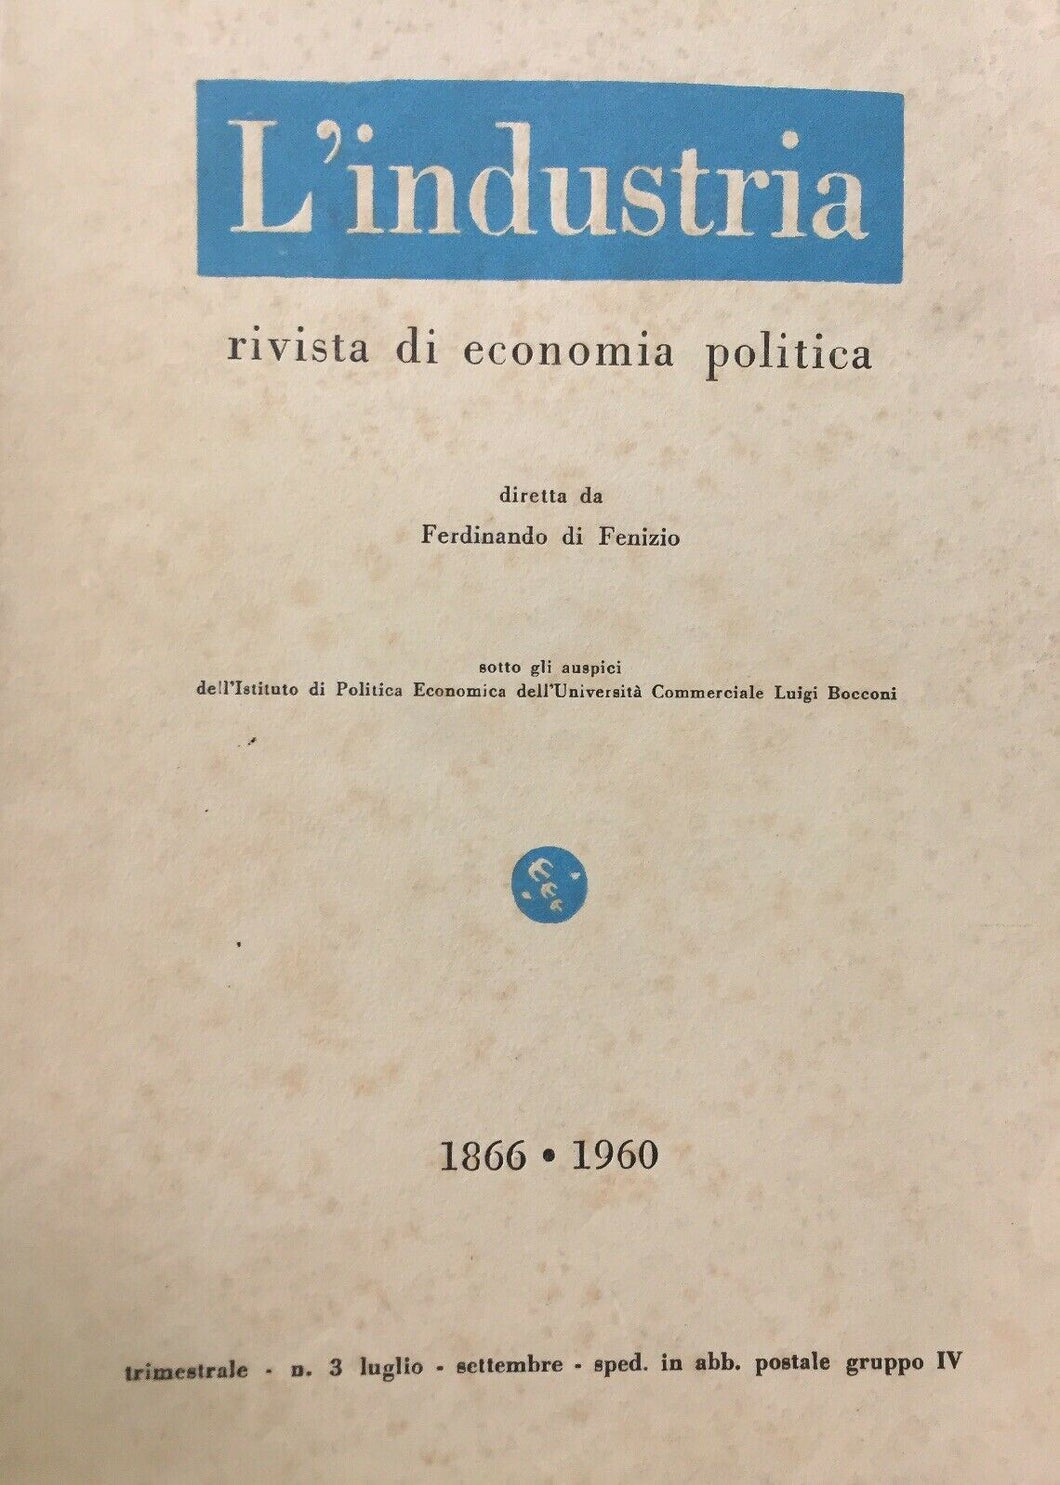 L'industria
rivista di economia politica
diretta da
Ferdinando di Fenizio
sotto gli auspici
dell'Istituto di Politica Economica dell'Università Commerciale Luigi Bocconi
1866 • 1960
trimestrale - n. 3 luglio - settembre - sped. in abb. postale gruppo IV